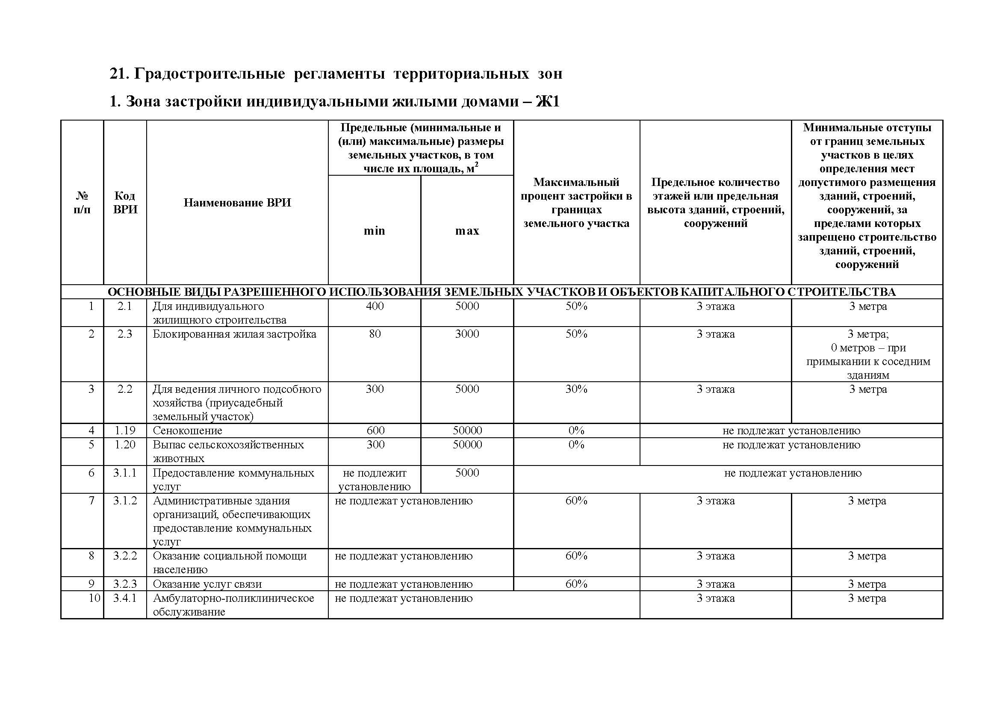 21. Градостроительные регламенты территориальных зон
1. Зона застройки индивидуальными жилыми домами – Ж1
№
п/п
Код
ВРИ
Наименование ВРИ
Предельные (минимальные и
(или) максимальные) размеры
земельных участков, в том
числе их площадь, м²
min
max
Максимальный
процент застройки в
границах
земельного участка
Предельное количество
этажей или предельная
высота зданий, строений,
сооружений
Минимальные отступы
от границ земельных
участков в целях
определения мест
допустимого размещения
зданий, строений,
сооружений, за
пределами которых
запрещено строительство
зданий, строений,
сооружений
ОСНОВНЫЕ ВИДЫ РАЗРЕШЕННОГО ИСПОЛЬЗОВАНИЯ ЗЕМЕЛЬНЫХ УЧАСТКОВ И ОБЪЕКТОВ КАПИТАЛЬНОГО СТРОИТЕЛЬСТВА
1 2.1 Для индивидуального 400 5000 50% 3 этажа 3 метра
жилищного строительства
2 2.3 Блокированная жилая застройка 80 3000 50% 3 этажа 3 метра;
0 метров – при
примыкании к соседним
зданиям
3 2.2 Для ведения личного подсобного 300 5000 30% 3 этажа 3 метра
хозяйства (приусадебный
земельный участок)
4 1.19 Сенокошение 600 50000 0% не подлежат установлению
5 1.20 Выпас сельскохозяйственных 300 50000 0% не подлежат установлению
животных
6 3.1.1 Предоставление коммунальных не подлежит 5000 не подлежат установлению
услуг установлению
7 3.1.2 Административные здания не подлежат установлению 60% 3 этажа 3 метра
организаций, обеспечивающих
предоставление коммунальных
услуг
8 3.2.2 Оказание социальной помощи не подлежат установлению 60% 3 этажа 3 метра
населению
9 3.2.3 Оказание услуг связи не подлежат установлению 60% 3 этажа 3 метра
10 3.4.1 Амбулаторно-поликлиническое не подлежат установлению 3 этажа 3 метра
обслуживание